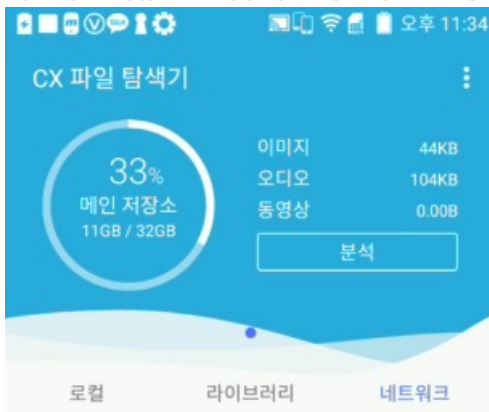 오후 11:34
CX 파일 탐색기
33%
메인 저장소
11GB / 32GB
이미지 44KB
오디오 104KB
동영상 0.00B
분석
로컬 라이브러리 네트워크